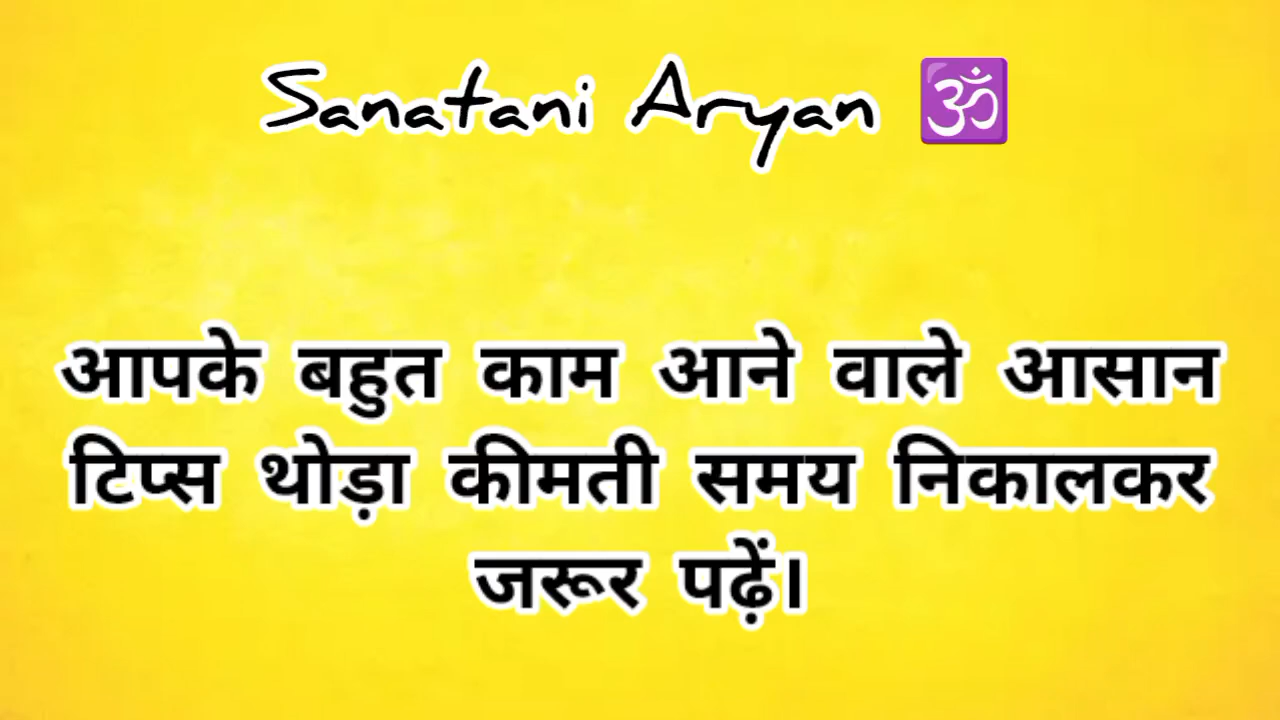 Sanatani Aryan 🕉️
आपके बहुत काम आने वाले आसान
टिप्स थोड़ा कीमती समय निकालकर
जरूर पढ़ें।